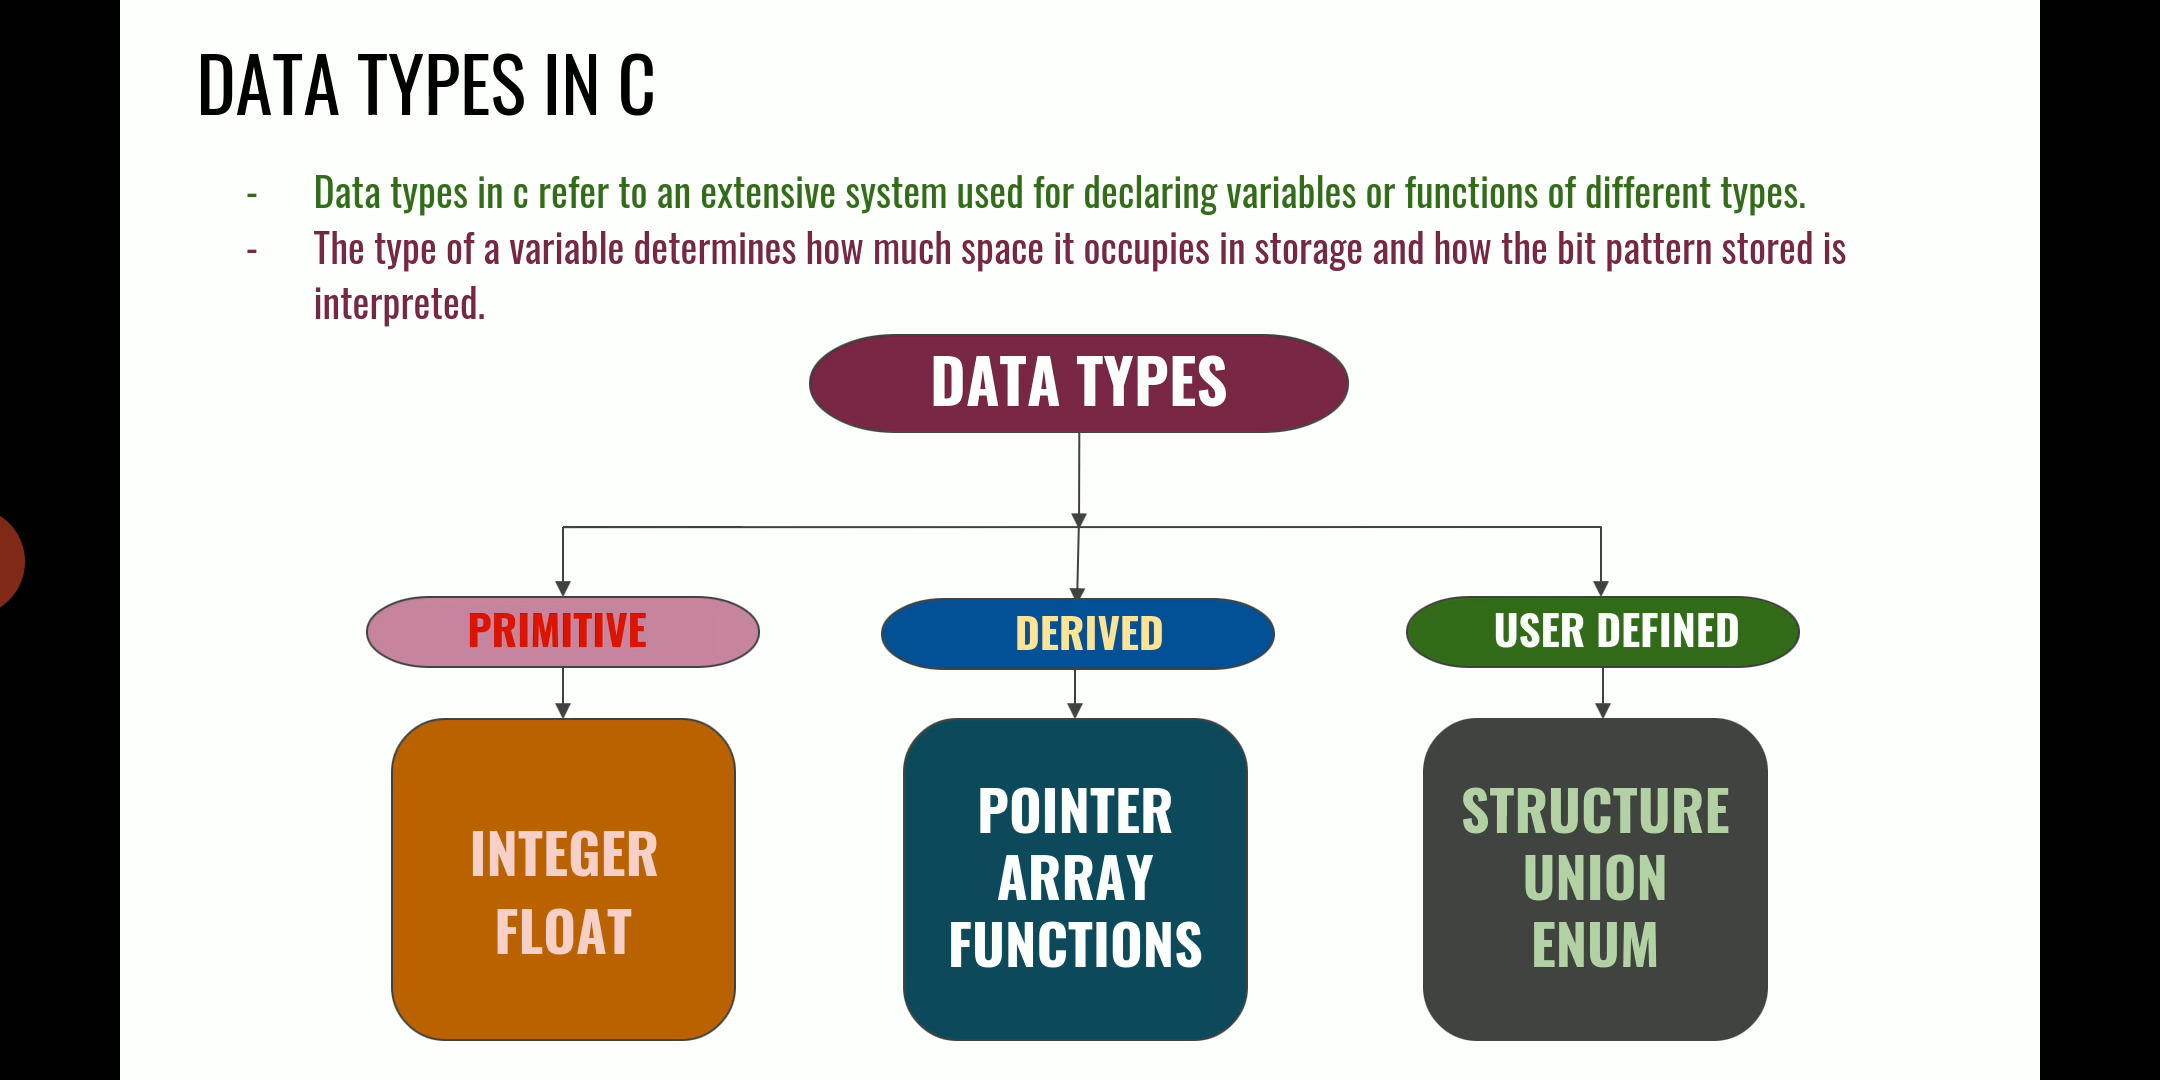 DATA TYPES IN C
- Data types in c refer to an extensive system used for declaring variables or functions of different types.
- The type of a variable determines how much space it occupies in storage and how the bit pattern stored is
interpreted.
DATA TYPES
PRIMITIVE
DERIVED
USER DEFINED
INTEGER
FLOAT
POINTER
ARRAY
FUNCTIONS
STRUCTURE
UNION
ENUM